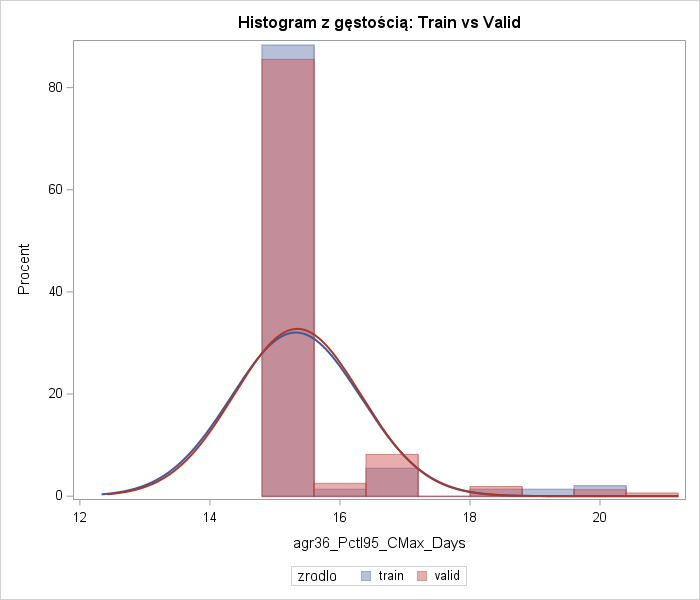 Histogram z gęstością: Train vs Valid
Procent
80
60
40
20
0
12 14 16 18 20
agr36_Pctl95_CMax_Days
zrodlo train valid